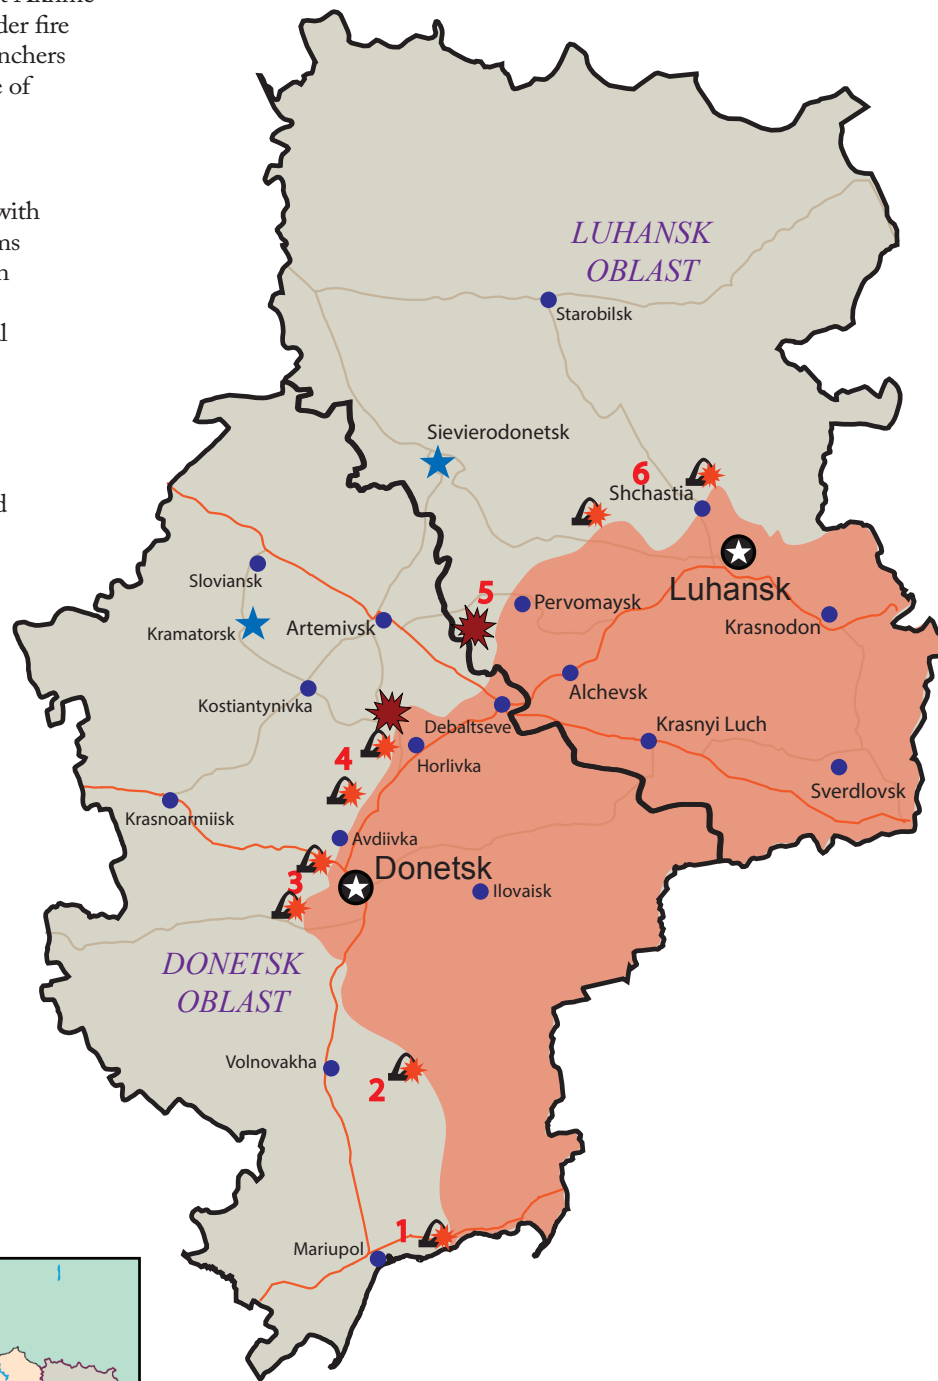 der fire
nchers
of
with
LUHANSK
OBLAST
Starobilsk
Sievierodonetsk
6
Shchastia
Sloviansk
5
Pervomaysk
Luhansk
Kramatorsk
Artemivsk
Krasnodon
Kostiantynivka
Alchevsk
Debaltseve
Krasnyi Luch
4
Horlivka
Sverdlovsk
Krasnoarmiisk
Avdiivka
Donetsk
3
Ilovaisk
DONETSK
OBLAST
Volnovakha
2
1
Mariupol